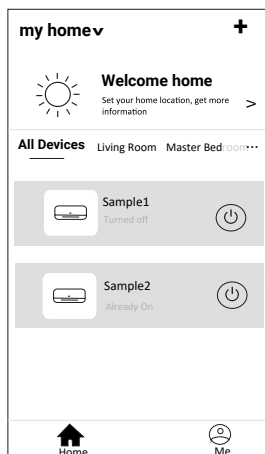 my home
Welcome home
Set your home location, get more
information
All Devices Living Room Master Bedroom
Sample1
Turned off
Sample2
Already On
Home Me